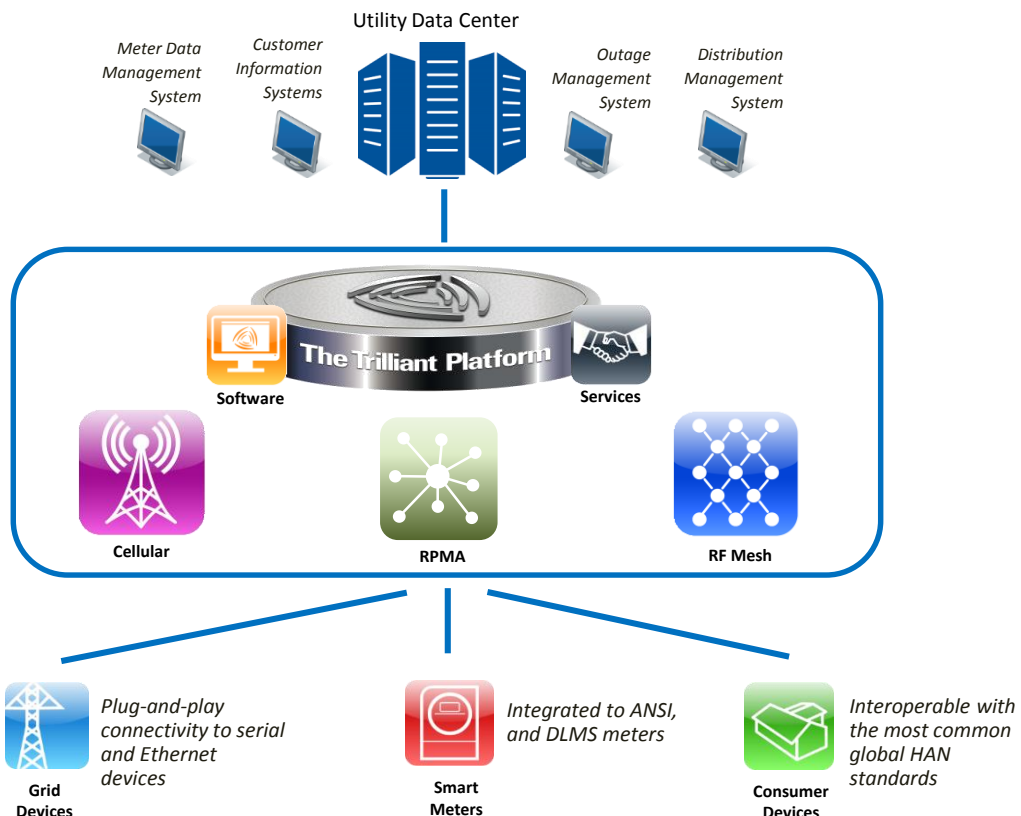 Utility Data Center
Meter Data
Management
System
Customer
Information
Systems
Outage
Management
System
Distribution
Management
System
The Trilliant Platform
Software
Services
Cellular
RPMA
RF Mesh
Grid
Devices
Plug-and-play
connectivity to serial
and Ethernet
devices
Smart
Meters
Integrated to ANSI,
and DLMS meters
Consumer
Devices
Interoperable with
the most common
global HAN
standards